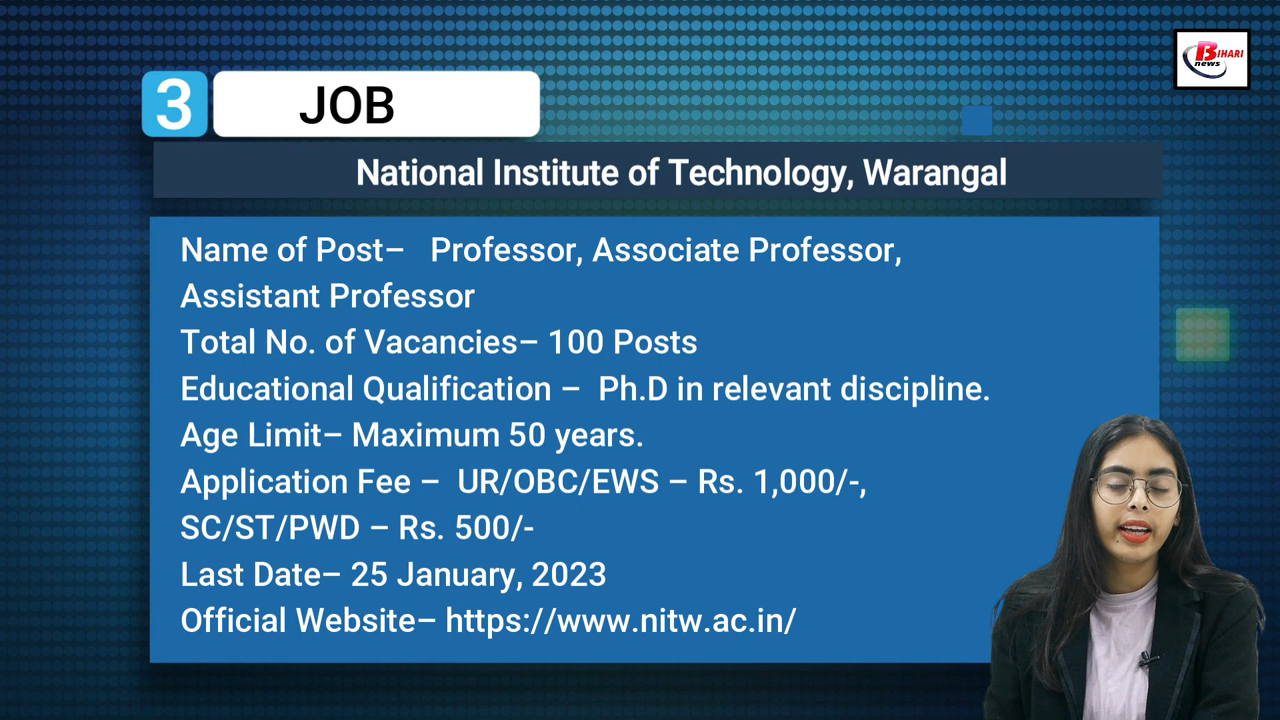 BIHARI
news
3 JOB
National Institute of Technology, Warangal
Name of Post– Professor, Associate Professor,
Assistant Professor
Total No. of Vacancies– 100 Posts
Educational Qualification – Ph.D in relevant discipline.
Age Limit– Maximum 50 years.
Application Fee – UR/OBC/EWS – Rs. 1,000/-,
SC/ST/PWD – Rs. 500/-
Last Date– 25 January, 2023
Official Website– https://www.nitw.ac.in/